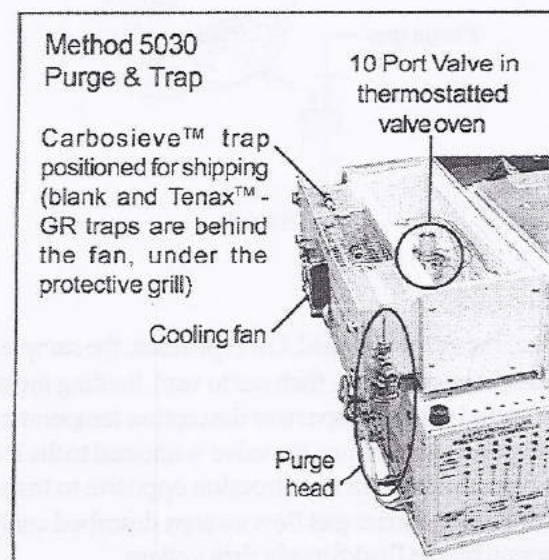 Method 5030
Purge & Trap
10 Port Valve in
thermostatted
valve oven
Carbosieve™ trap
positioned for shipping
(blank and Tenax™-
GR traps are behind
the fan, under the
protective grill)
Cooling fan
Purge
head